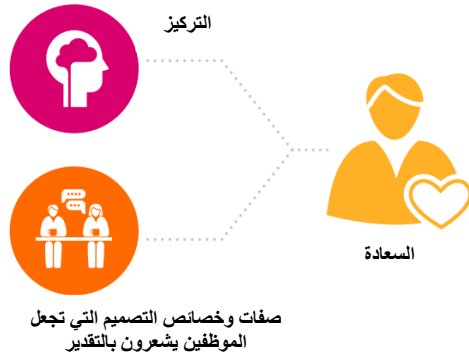 التركيز
السعادة
صفات وخصائص التصميم التي تجعل
الموظفين يشعرون بالتقدير